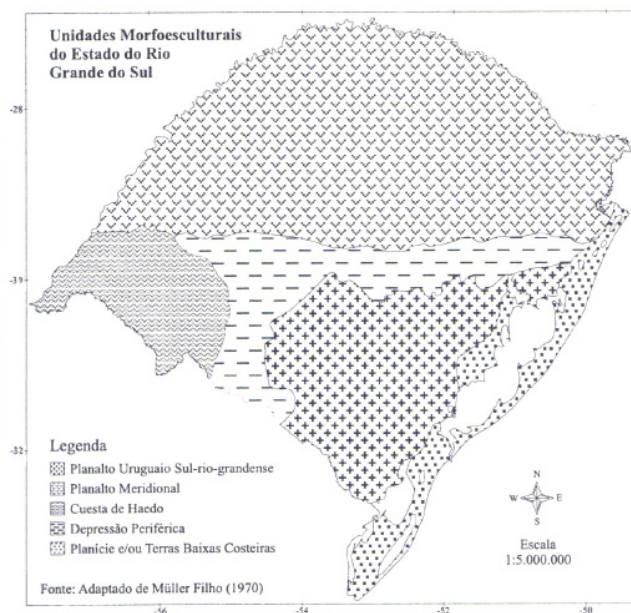 Unidades Morfoesculturais
do Estado do Rio
Grande do Sul
-28
-39
-32
Legenda
Planalto Uruguaio Sul-rio-grandense
Planalto Meridional
Cuesta de Haedo
Depressão Periférica
Planície e/ou Terras Baixas Costeiras
Fonte: Adaptado de Müller Filho (1970)
N
W
E
S
Escala
1:5.000.000
-56
-54
-52
-50